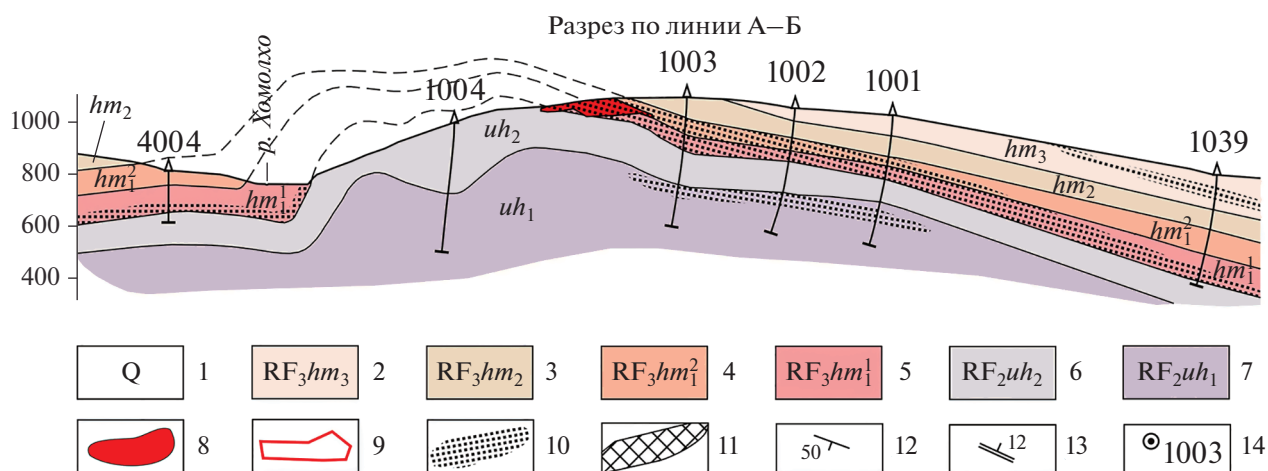 Разрез по линии А–Б
1003
1002
1001
1004
р. Хомолхо
1000
800
600
400
hm₂
4004
hm₁²
hm₁¹
uh₂
uh₁
hm₃
1039
hm₂
hm₁²
hm₁¹
Q 1 RF₃hm₃ 2 RF₃hm₂ 3 RF₃hm₁² 4 RF₃hm₁¹ 5 RF₂uh₂ 6 RF₂uh₁ 7
8 9 10 11 50 12 12 13 1003 14